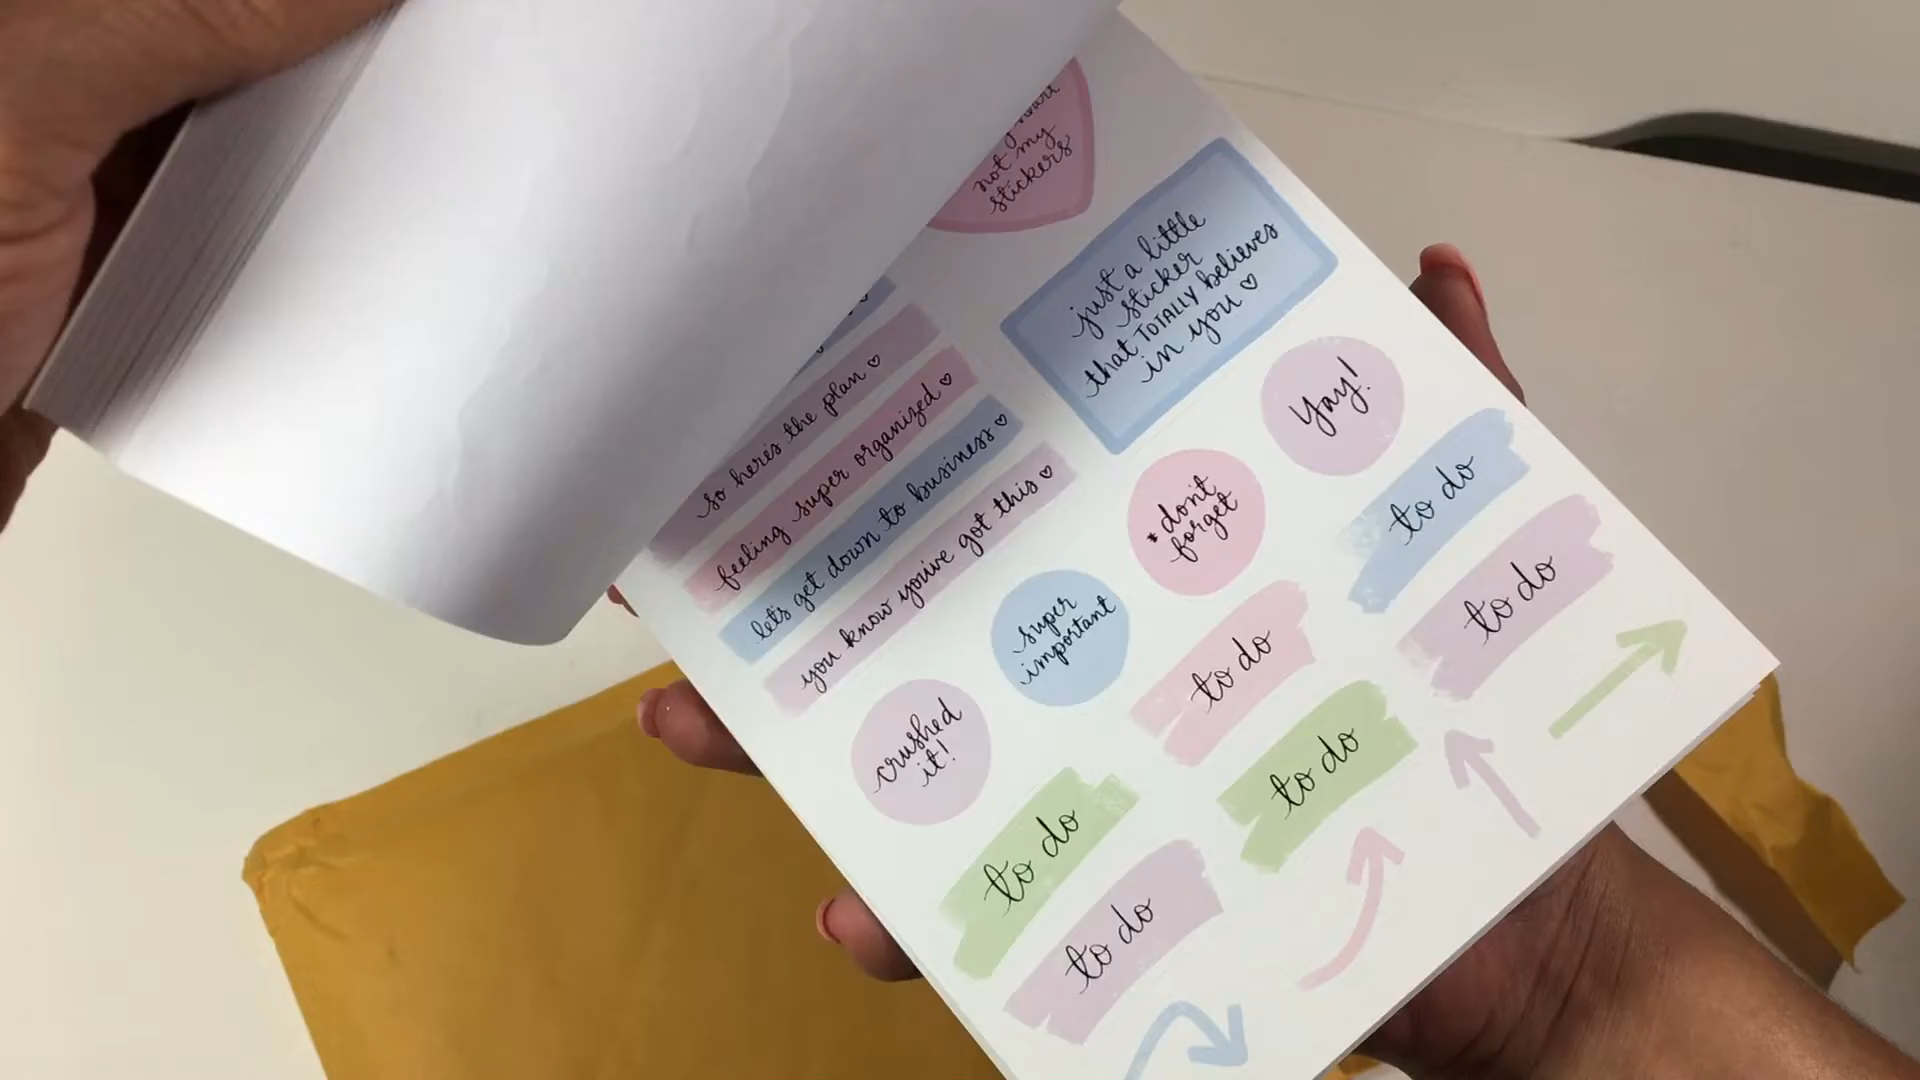 not my
stickers
just a little
sticker
that TOTALLY believes
in you ♡
so here's the plan ♡
feeling super organized ♡
let's get down to business ♡
you know you've got this ♡
Yay!
*don't
forget
super
important
crushed
it!
to do
to do
to do
to do
to do
to do